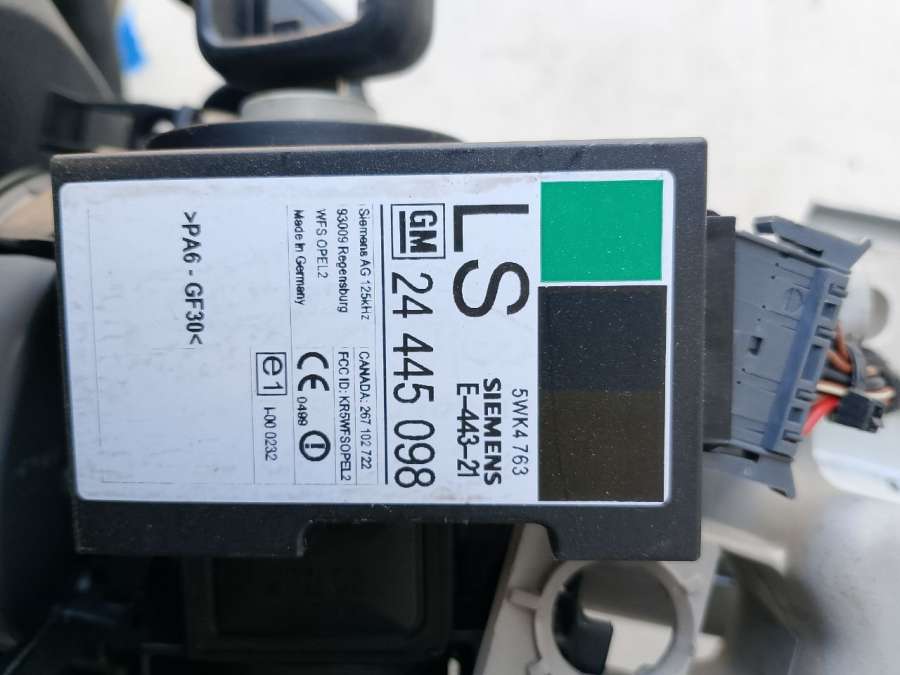 5WK4 763
SIEMENS
E-443-21
LS
GM 24 445 098
Siemens AG 125kHz
93009 Regensburg
WFS OPEL2
Made in Germany
CANADA: 267 102 722
FCC ID: KR5WFSOPEL2
CE 0499
e1 I-00 0232
>PA6 - GF30<